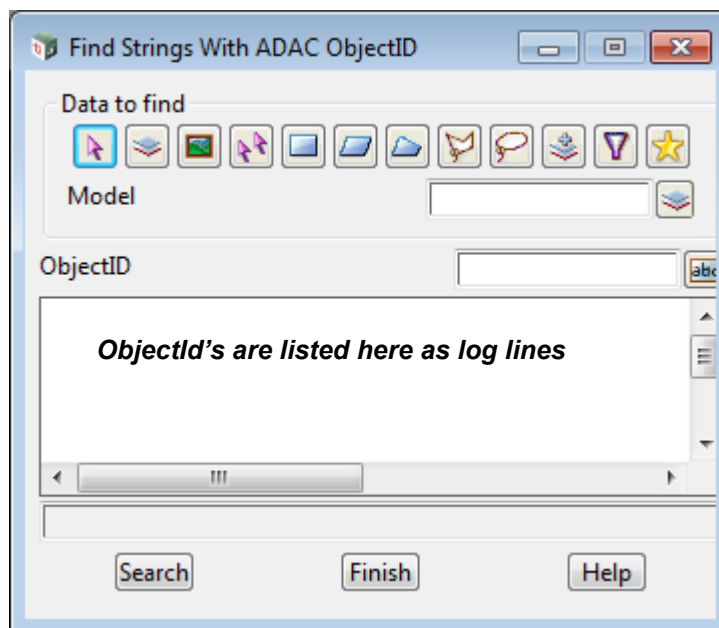 Find Strings With ADAC ObjectID
Data to find
Model
ObjectID
abc
ObjectId's are listed here as log lines
Search Finish Help